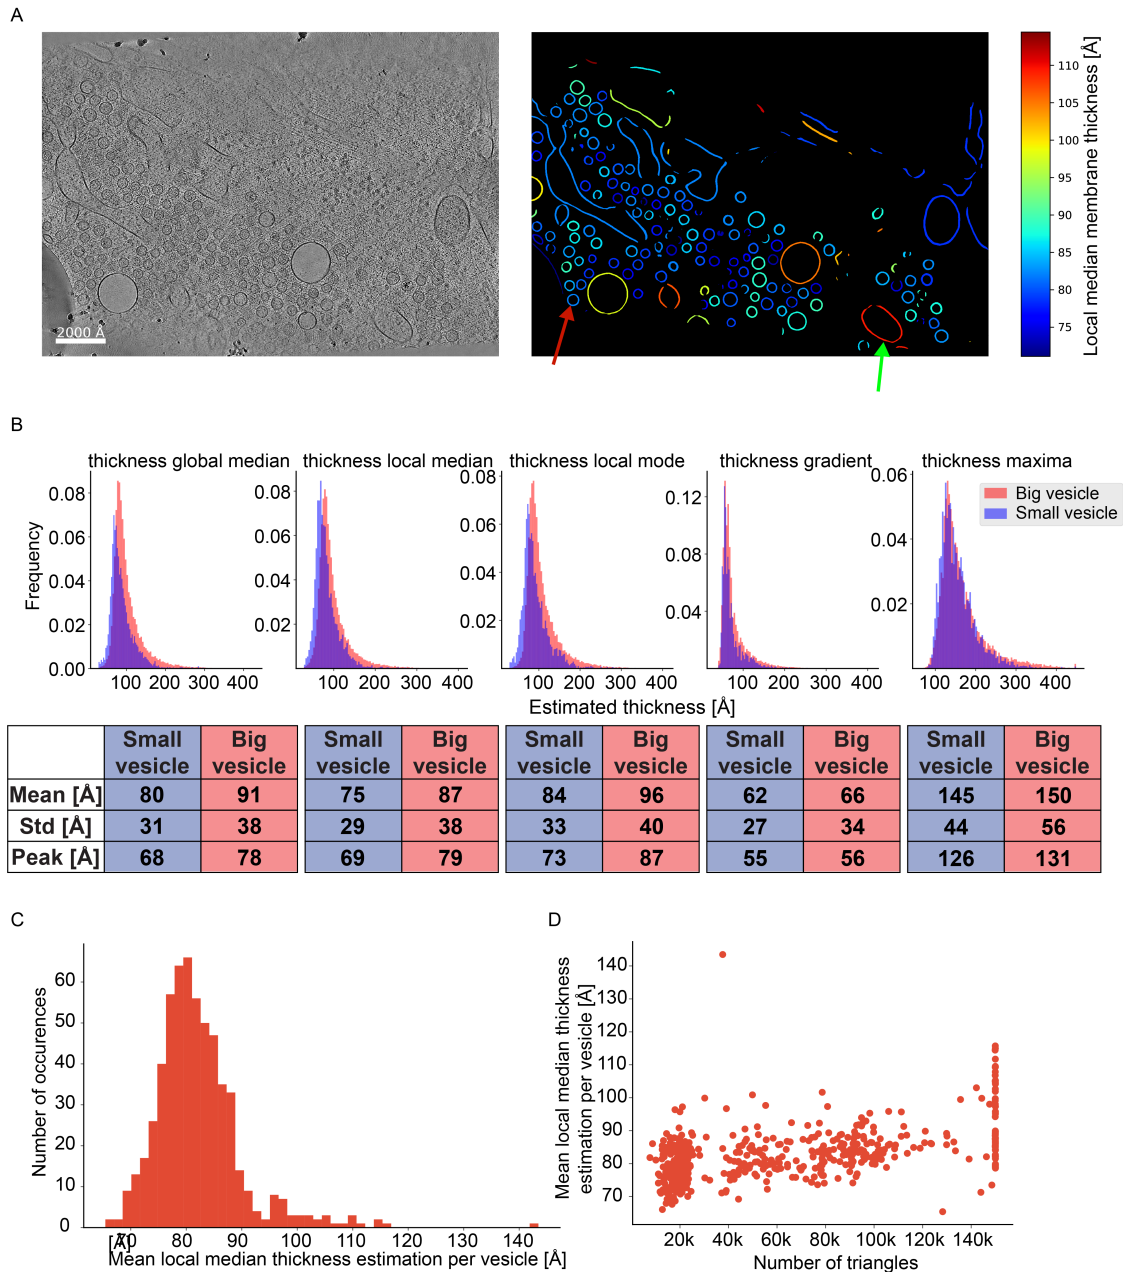 A
2000 Å
110
105
100
95
90
85
80
75
Local median membrane thickness [Å]
B
thickness global median
thickness local median
thickness local mode
thickness gradient
thickness maxima
Big vesicle
Small vesicle
Frequency
0.08
0.06
0.04
0.02
0.00
100 200 300 400
0.08
0.06
0.04
0.02
100 200 300 400
0.08
0.06
0.04
0.02
100 200 300 400
0.12
0.08
0.04
100 200 300 400
0.06
0.04
0.02
100 200 300 400
Estimated thickness [Å]
Small vesicle Big vesicle Small vesicle Big vesicle Small vesicle Big vesicle Small vesicle Big vesicle Small vesicle Big vesicle
Mean [Å] 80 91 75 87 84 96 62 66 145 150
Std [Å] 31 38 29 38 33 40 27 34 44 56
Peak [Å] 68 78 69 79 73 87 55 56 126 131
C
Number of occurences
60
50
40
30
20
10
0
70 80 90 100 110 120 130 140
[Å]
Mean local median thickness estimation per vesicle [Å]
D
Mean local median thickness
estimation per vesicle [Å]
140
130
120
110
100
90
80
70
20k 40k 60k 80k 100k 120k 140k
Number of triangles